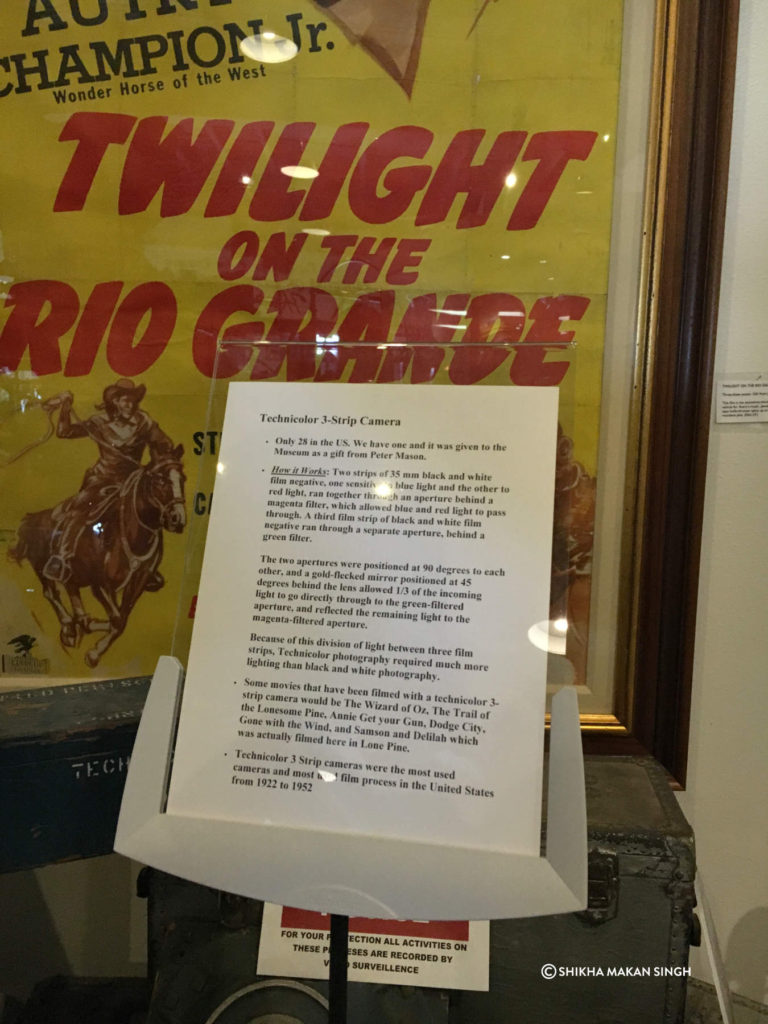 AUTRY
CHAMPION Jr.
Wonder Horse of the West
TWILIGHT
ON THE
RIO GRANDE
ST
C
TWILIGHT ON THE RIO
Technicolor 3-Strip Camera
• Only 28 in the US. We have one and it was given to the
Museum as a gift from Peter Mason.
• How it Works: Two strips of 35 mm black and white
film negative, one sensitive blue light and the other to
red light, ran together through an aperture behind a
magenta filter, which allowed blue and red light to pass
through. A third film strip of black and white film
negative ran through a separate aperture, behind a
green filter.
The two apertures were positioned at 90 degrees to each
other, and a gold-flecked mirror positioned at 45
degrees behind the lens allowed 1/3 of the incoming
light to go directly through to the green-filtered
aperture, and reflected the remaining light to the
magenta-filtered aperture.
Because of this division of light between three film
strips, Technicolor photography required much more
lighting than black and white photography.
• Some movies that have been filmed with a technicolor 3-
strip camera would be The Wizard of Oz, The Trail of
the Lonesome Pine, Annie Get your Gun, Dodge City,
Gone with the Wind, and Samson and Delilah which
was actually filmed here in Lone Pine.
• Technicolor 3 Strip cameras were the most used
cameras and most used film process in the United States
from 1922 to 1952
TECH
FOR YOUR PROTECTION ALL ACTIVITIES ON
THESE PREMISES ARE RECORDED BY
VIDEO SURVEILLENCE
© SHIKHA MAKAN SINGH